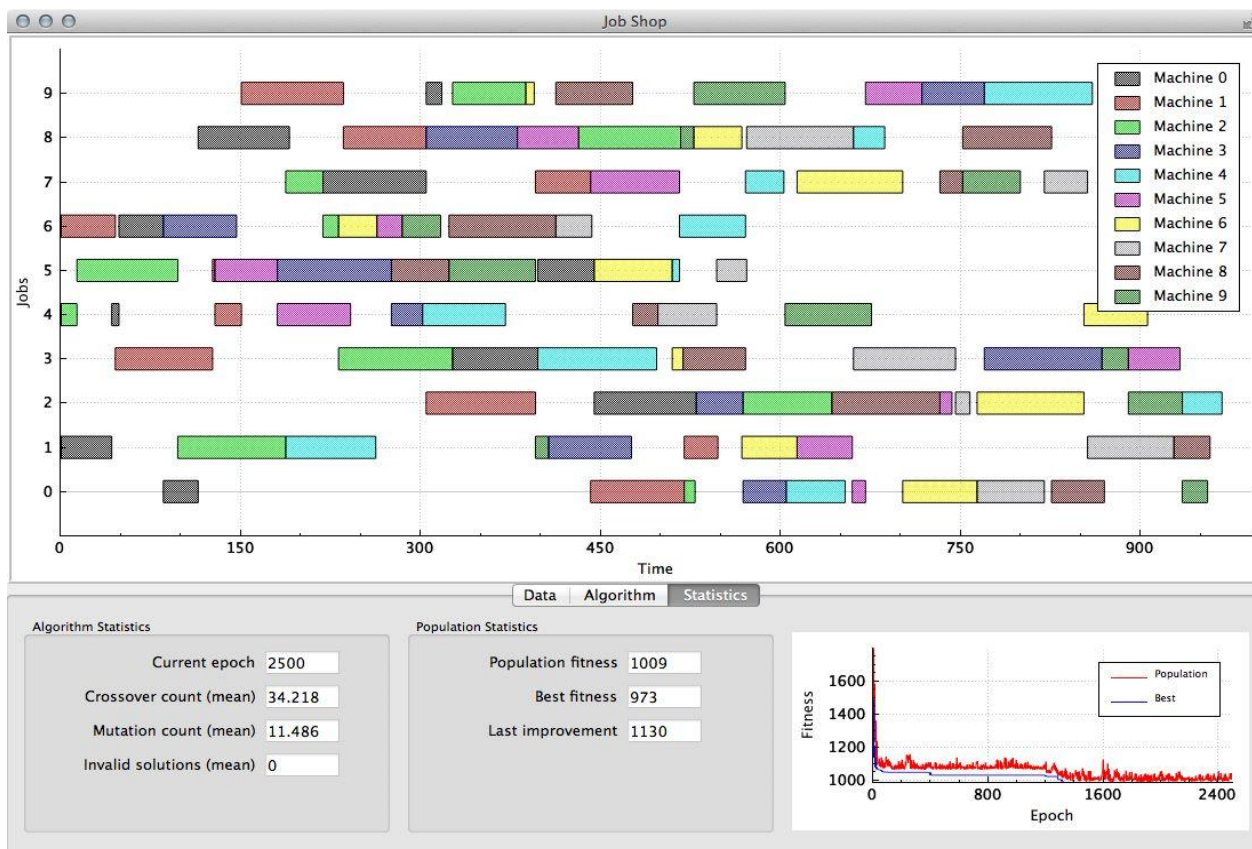 Job Shop
Machine 0
Machine 1
Machine 2
Machine 3
Machine 4
Machine 5
Machine 6
Machine 7
Machine 8
Machine 9
9
8
7
6
5
4
3
2
1
0
Jobs
0 150 300 450 600 750 900
Time
Data Algorithm Statistics
Algorithm Statistics
Current epoch 2500
Crossover count (mean) 34.218
Mutation count (mean) 11.486
Invalid solutions (mean) 0
Population Statistics
Population fitness 1009
Best fitness 973
Last improvement 1130
Population
Best
1600
1400
1200
1000
Fitness
0 800 1600 2400
Epoch